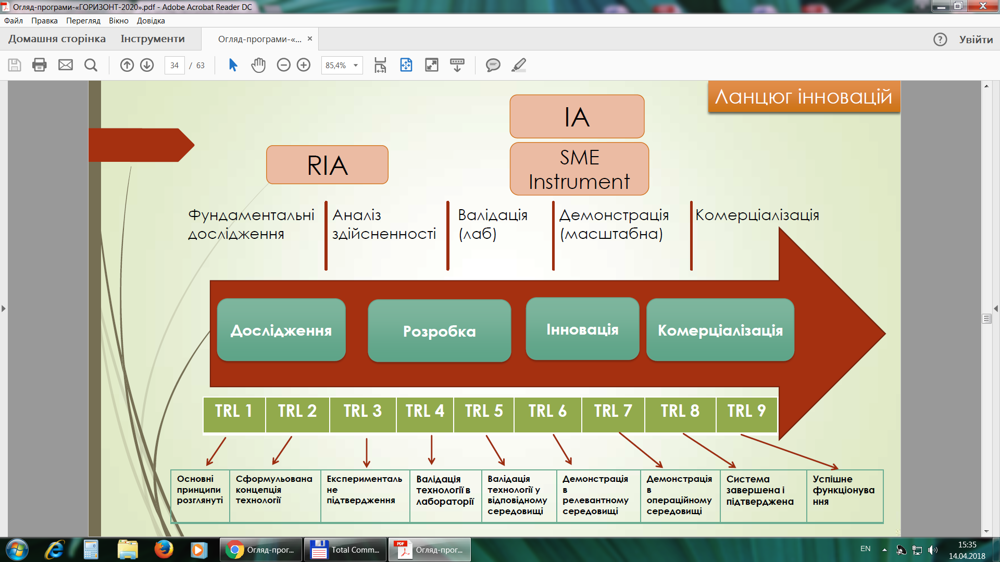 Огляд-програми-«ГОРИЗОНТ-2020».pdf - Adobe Acrobat Reader DC
Файл Правка Перегляд Вікно Довідка
Домашня сторінка Інструменти Огляд-програми-«... × ? Увійти
34 / 63 85,4%
Ланцюг інновацій
IA
SME
Instrument
RIA
Фундаментальні
дослідження
Аналіз
здійсненності
Валідація
(лаб)
Демонстрація
(масштабна)
Комерціалізація
Дослідження
Розробка
Інновація
Комерціалізація
TRL 1 TRL 2 TRL 3 TRL 4 TRL 5 TRL 6 TRL 7 TRL 8 TRL 9
Основні
принципи
розглянуті
Сформульована
концепція
технології
Експерименталь
не
підтвердження
Валідація
технології в
лабораторії
Валідація
технології у
відповідному
середовищі
Демонстрація
в
релевантному
середовищі
Демонстрація
в
операційному
середовищі
Система
завершена і
підтверджена
Успішне
функціонува
ння
Огляд-прог... Total Comm... PDF Огляд-прог... EN
15:35
14.04.2018